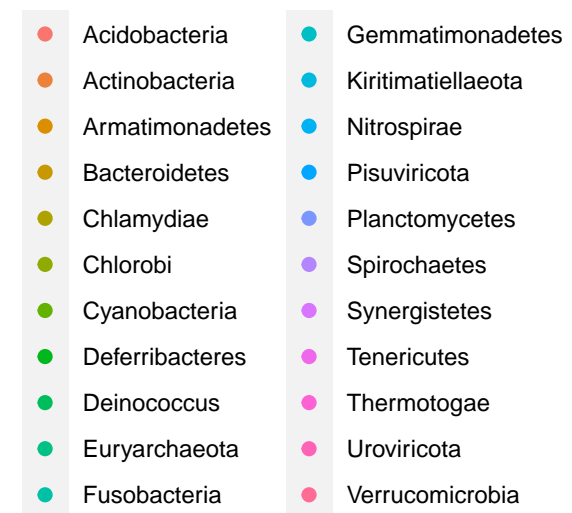 Acidobacteria
Actinobacteria
Armatimonadetes
Bacteroidetes
Chlamydiae
Chlorobi
Cyanobacteria
Deferribacteres
Deinococcus
Euryarchaeota
Fusobacteria
Gemmatimonadetes
Kiritimatiellaeota
Nitrospirae
Pisuviricota
Planctomycetes
Spirochaetes
Synergistetes
Tenericutes
Thermotogae
Uroviricota
Verrucomicrobia